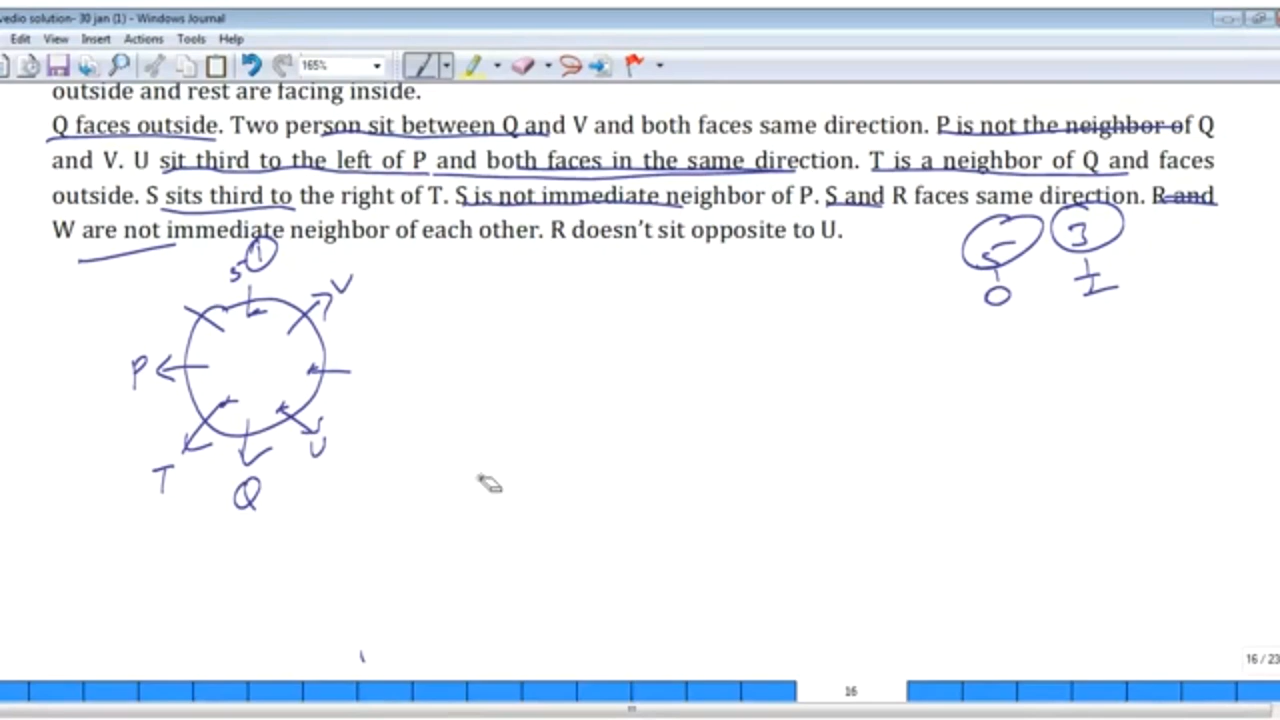 vedio solution- 30 jan (1) - Windows Journal
Edit View Insert Actions Tools Help
165%
outside and rest are facing inside.
Q faces outside. Two person sit between Q and V and both faces same direction. P is not the neighbor of Q
and V. U sit third to the left of P and both faces in the same direction. T is a neighbor of Q and faces
outside. S sits third to the right of T. S is not immediate neighbor of P. S and R faces same direction. R and
W are not immediate neighbor of each other. R doesn't sit opposite to U.
5 3
O I
S 1
V
P
U
T
Q
16 / 23
16